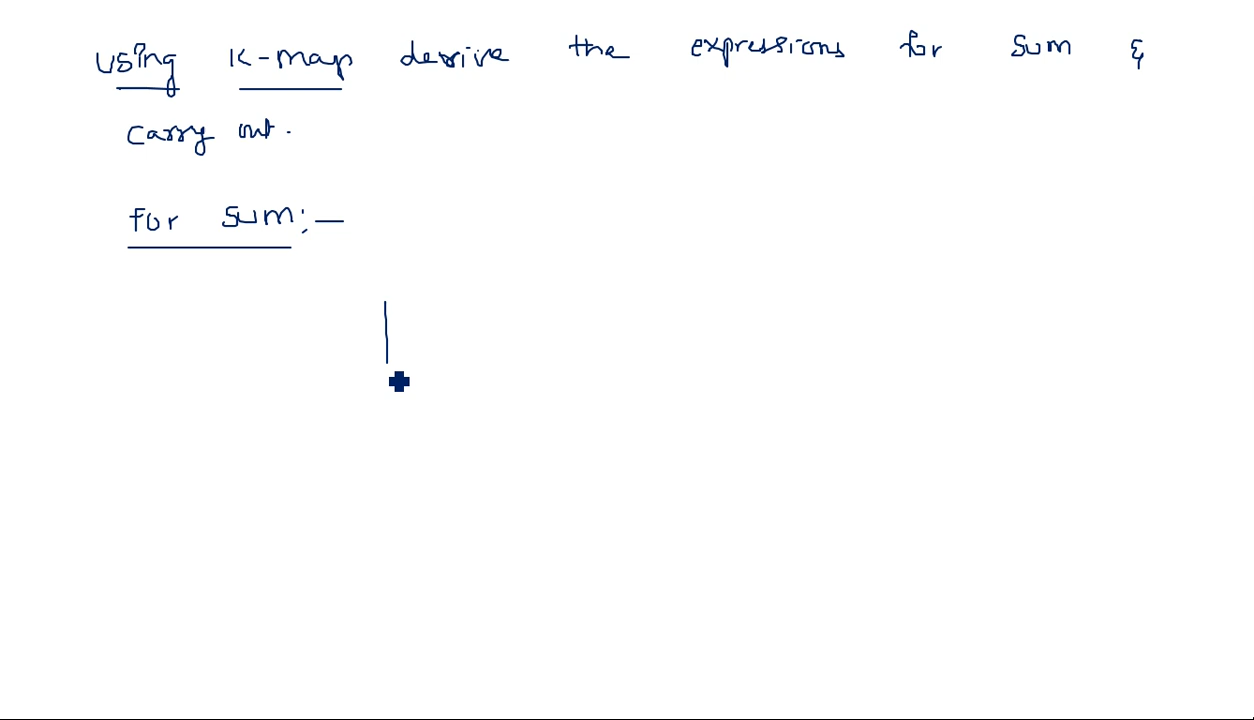 using K-map derive the expressions for sum &
carry out.
for sum:-